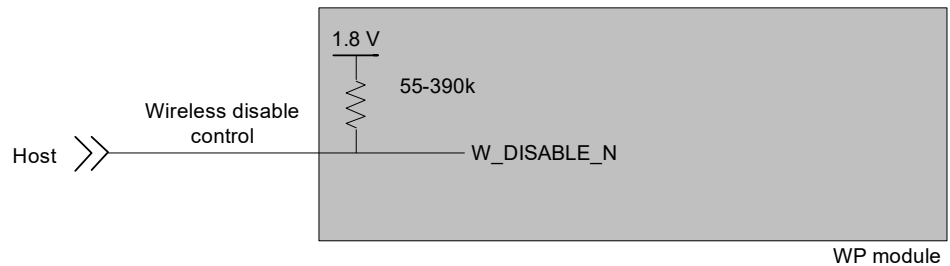 1.8 V
55-390k
Wireless disable
control
Host
W_DISABLE_N
WP module